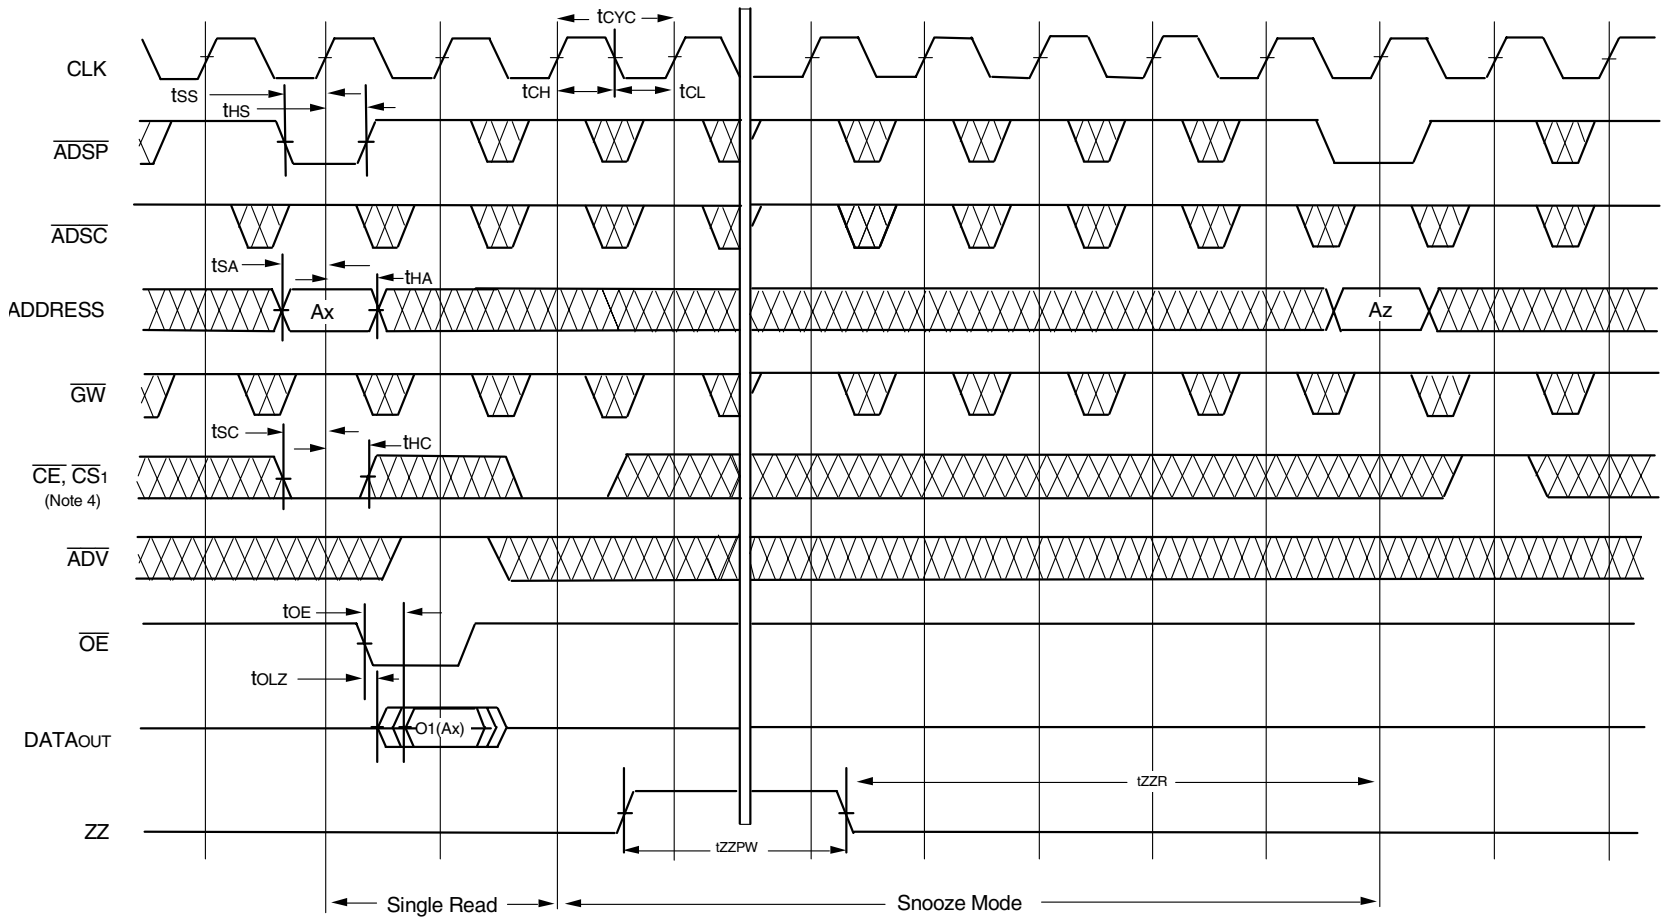 tCYC
CLK
tSS
tHS
tCH
tCL
ADSP
ADSC
tSA
tHA
ADDRESS
Ax
Az
GW
tSC
tHC
CE, CS1
(Note 4)
ADV
tOE
OE
tOLZ
DATAOUT
O1(Ax)
tZZR
ZZ
tZZPW
Single Read
Snooze Mode